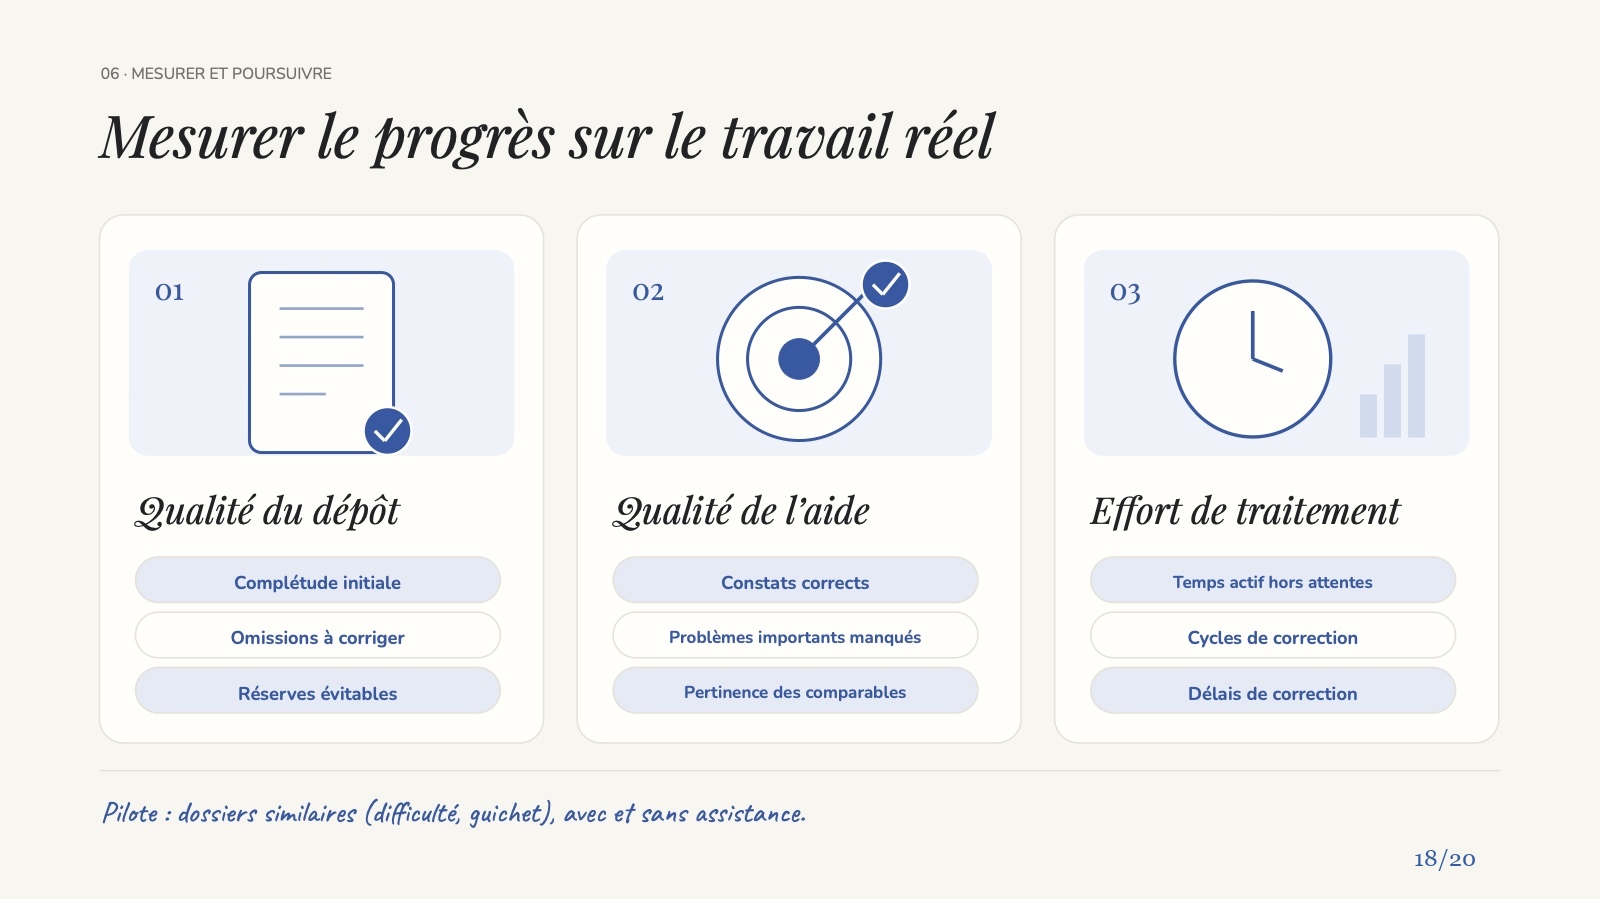 06 · MESURER ET POURSUIVRE
Mesurer le progrès sur le travail réel
01
Qualité du dépôt
Complétude initiale
Omissions à corriger
Réserves évitables
02
Qualité de l’aide
Constats corrects
Problèmes importants manqués
Pertinence des comparables
03
Effort de traitement
Temps actif hors attentes
Cycles de correction
Délais de correction
Pilote : dossiers similaires (difficulté, guichet), avec et sans assistance.
18/20